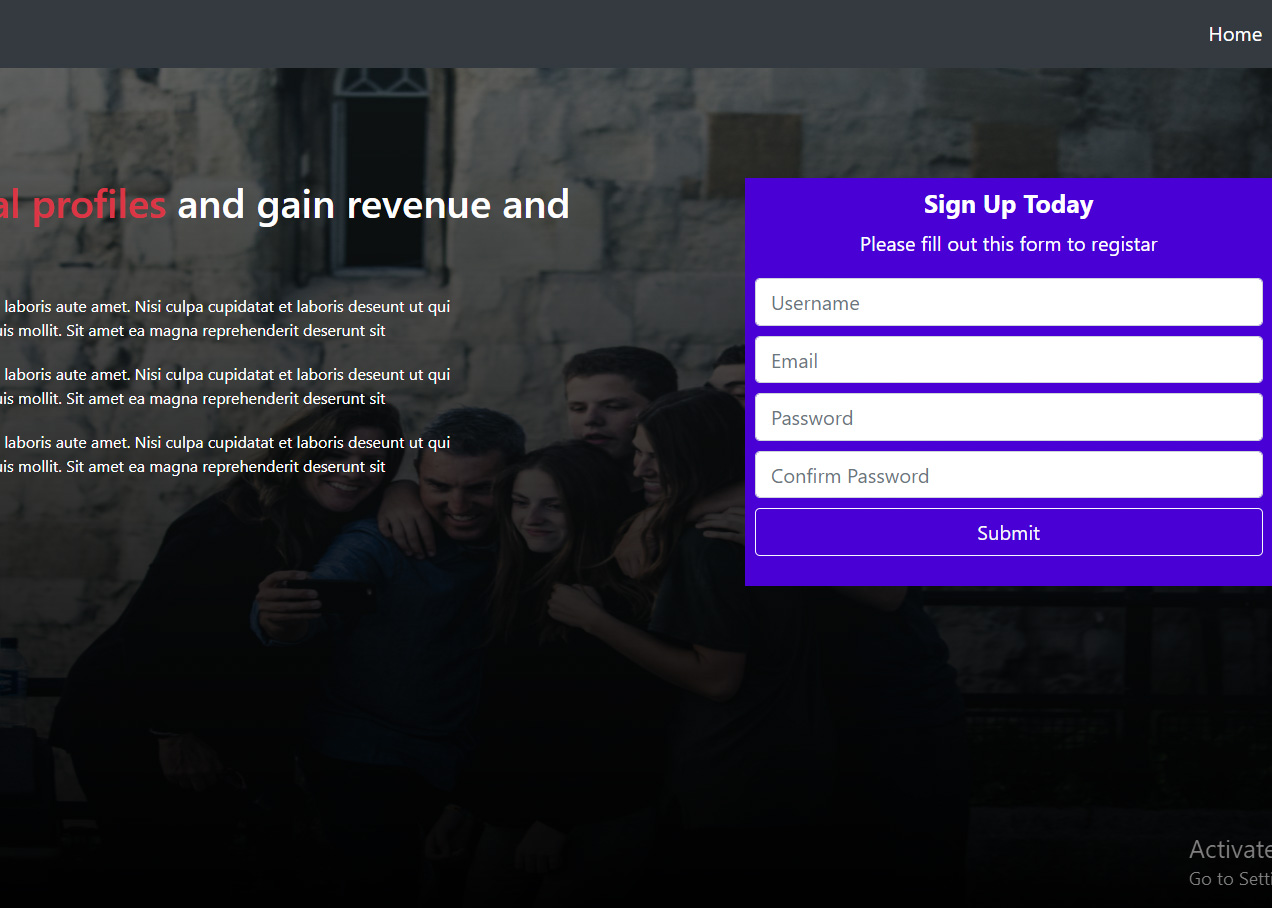 Home
al profiles and gain revenue and
laboris aute amet. Nisi culpa cupidatat et laboris deseunt ut qui
uis mollit. Sit amet ea magna reprehenderit deserunt sit
laboris aute amet. Nisi culpa cupidatat et laboris deseunt ut qui
uis mollit. Sit amet ea magna reprehenderit deserunt sit
laboris aute amet. Nisi culpa cupidatat et laboris deseunt ut qui
uis mollit. Sit amet ea magna reprehenderit deserunt sit
Sign Up Today
Please fill out this form to registar
Username
Email
Password
Confirm Password
Submit
Activate
Go to Setti